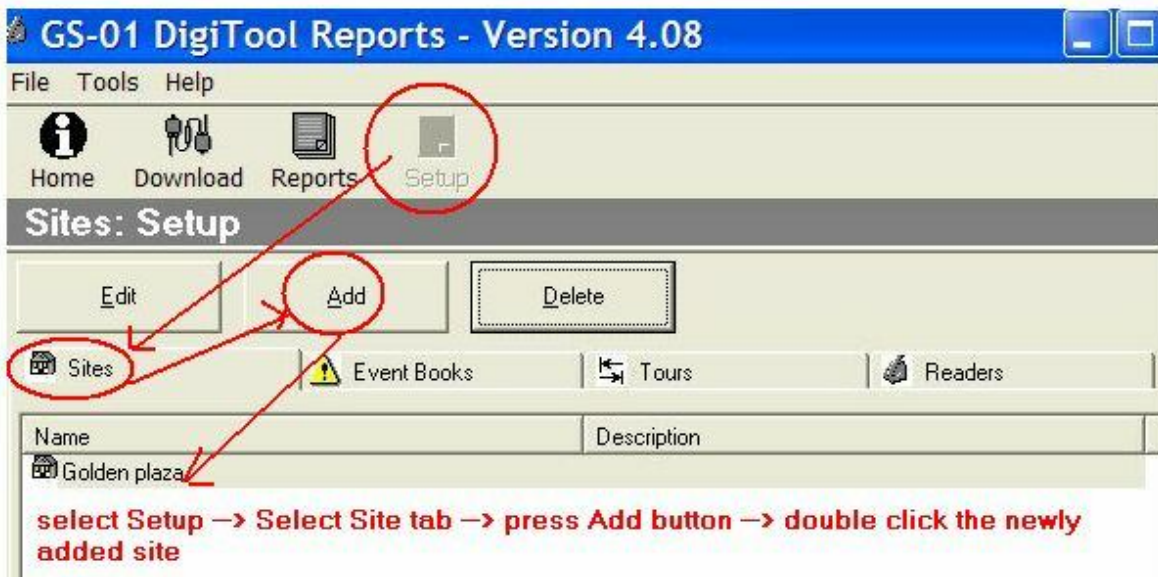 GS-01 DigiTool Reports - Version 4.08
File Tools Help
Home Download Reports Setup
Sites: Setup
Edit Add Delete
Sites Event Books Tours Readers
Name Description
Golden plaza
select Setup --> Select Site tab --> press Add button --> double click the newly
added site